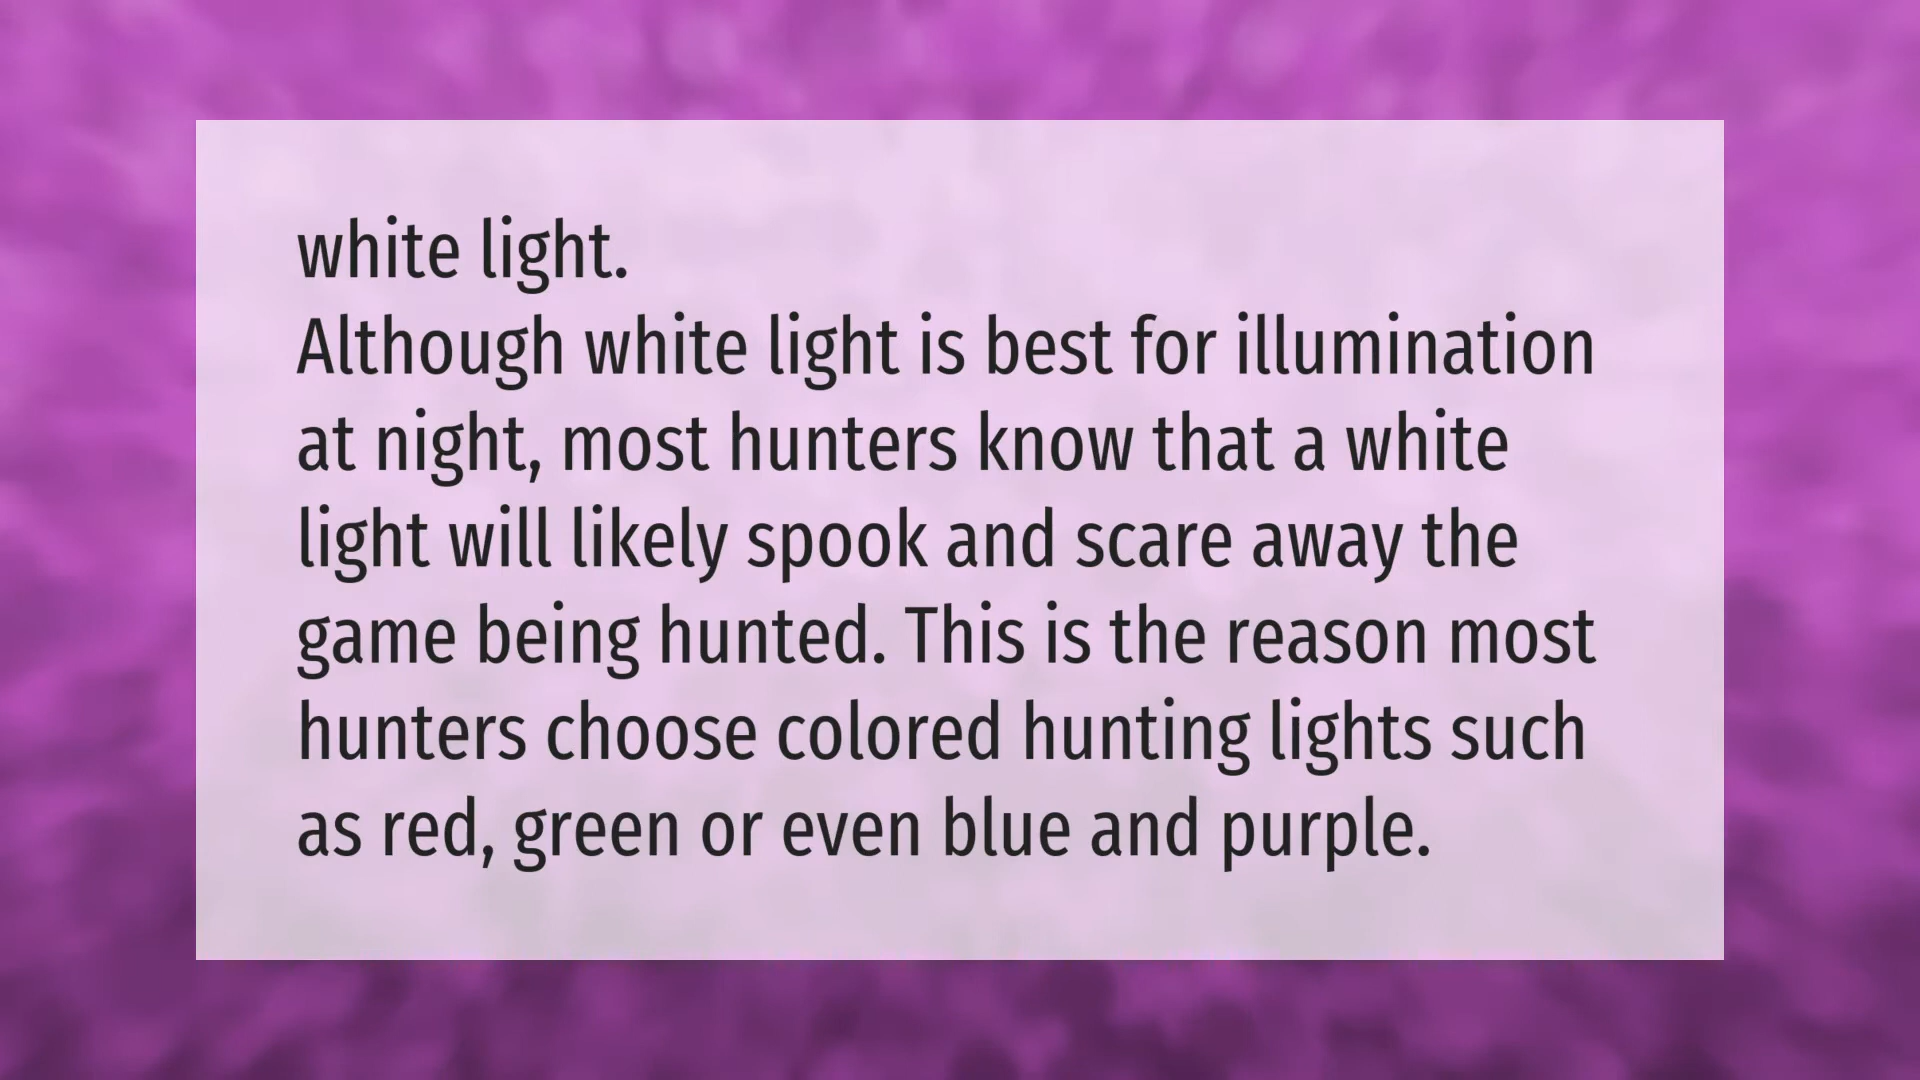 white light.
Although white light is best for illumination
at night, most hunters know that a white
light will likely spook and scare away the
game being hunted. This is the reason most
hunters choose colored hunting lights such
as red, green or even blue and purple.